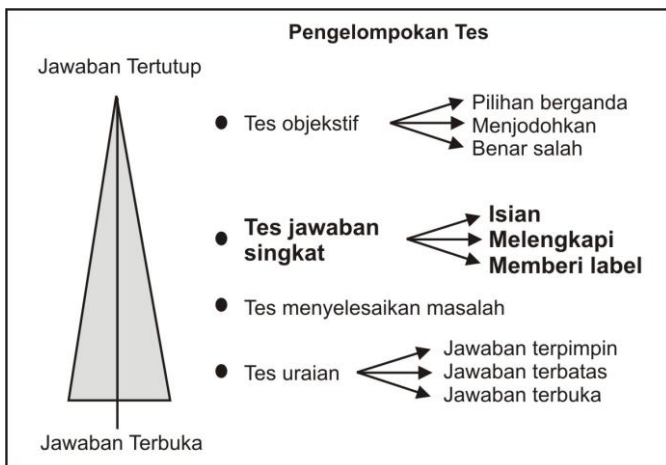 Pengelompokan Tes
Jawaban Tertutup
Tes objekstif
Pilihan berganda
Menjodohkan
Benar salah
Tes jawaban
singkat
Isian
Melengkapi
Memberi label
Tes menyelesaikan masalah
Tes uraian
Jawaban terpimpin
Jawaban terbatas
Jawaban terbuka
Jawaban Terbuka